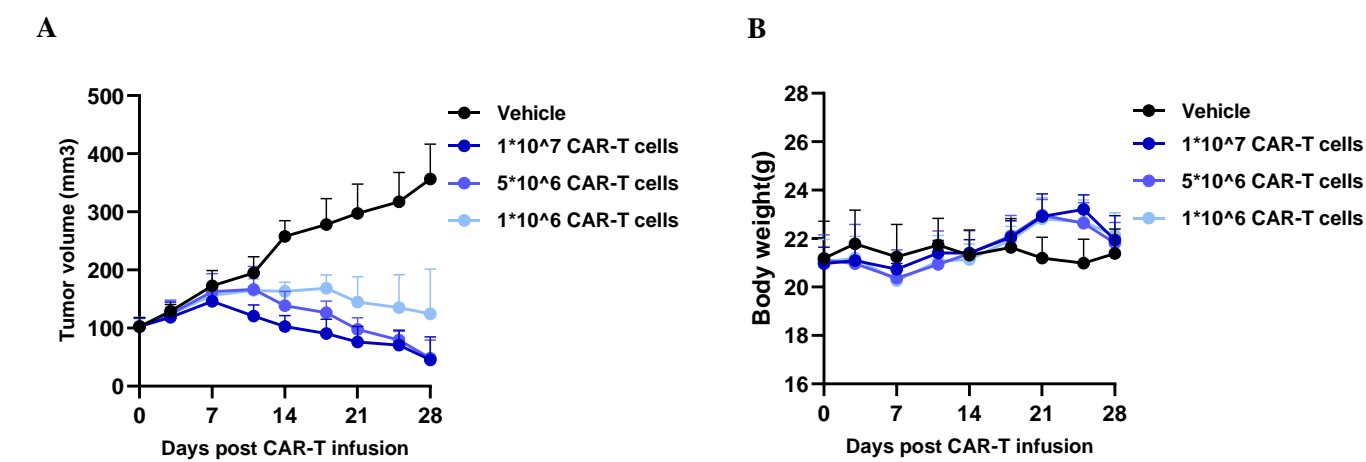 A
Tumor volume (mm3)
500
400
300
200
100
0
0 7 14 21 28
Days post CAR-T infusion
Vehicle
1*10^7 CAR-T cells
5*10^6 CAR-T cells
1*10^6 CAR-T cells
B
Body weight(g)
28
26
24
22
20
18
16
0 7 14 21 28
Days post CAR-T infusion
Vehicle
1*10^7 CAR-T cells
5*10^6 CAR-T cells
1*10^6 CAR-T cells